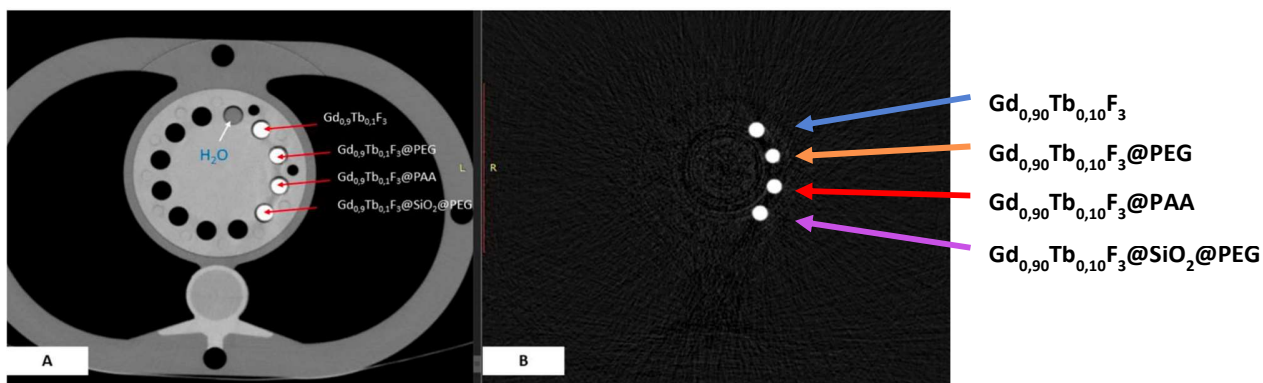 Gd0,9Tb0,1F3
H2O
Gd0,9Tb0,1F3@PEG
Gd0,9Tb0,1F3@PAA
Gd0,9Tb0,1F3@SiO2@PEG
L
R
A
B
Gd0,90Tb0,10F3
Gd0,90Tb0,10F3@PEG
Gd0,90Tb0,10F3@PAA
Gd0,90Tb0,10F3@SiO2@PEG